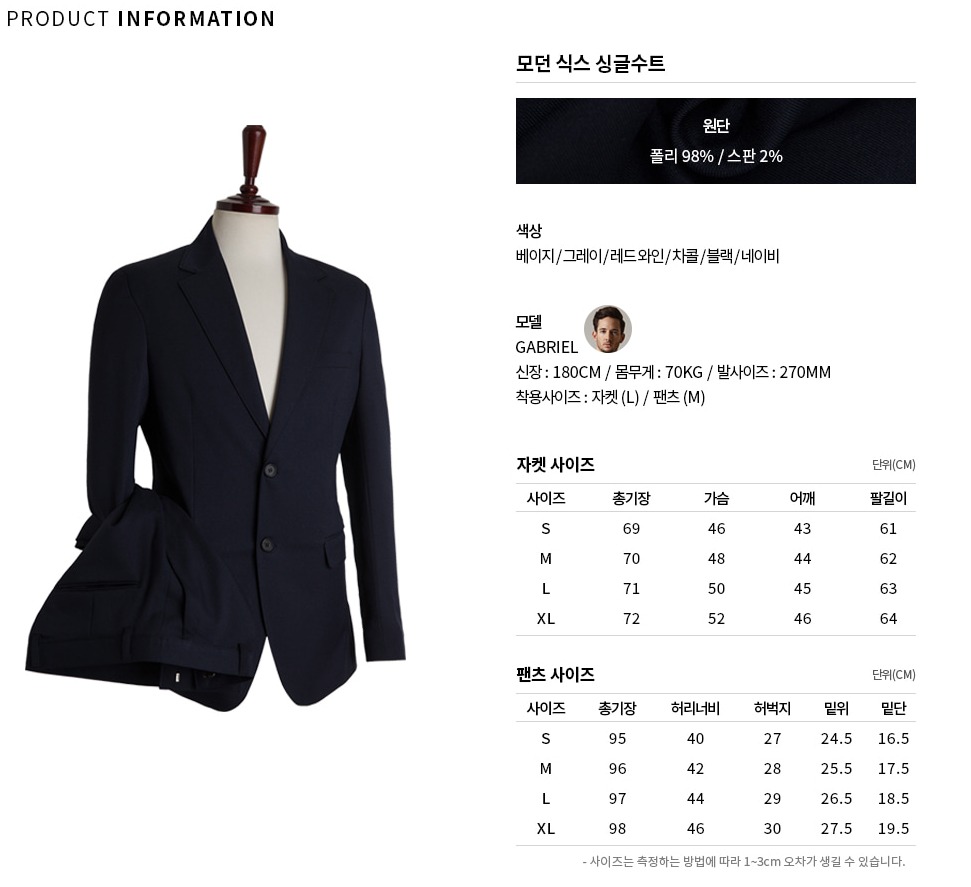 PRODUCT INFORMATION
모던 식스 싱글수트
원단
폴리 98% / 스판 2%
색상
베이지/그레이/레드와인/차콜/블랙/네이비
모델
GABRIEL
신장 : 180CM / 몸무게 : 70KG / 발사이즈 : 270MM
착용사이즈 : 자켓 (L) / 팬츠 (M)
자켓 사이즈 단위(CM)
사이즈 총기장 가슴 어깨 팔길이
S 69 46 43 61
M 70 48 44 62
L 71 50 45 63
XL 72 52 46 64
팬츠 사이즈 단위(CM)
사이즈 총기장 허리너비 허벅지 밑위 밑단
S 95 40 27 24.5 16.5
M 96 42 28 25.5 17.5
L 97 44 29 26.5 18.5
XL 98 46 30 27.5 19.5
- 사이즈는 측정하는 방법에 따라 1~3cm 오차가 생길 수 있습니다.